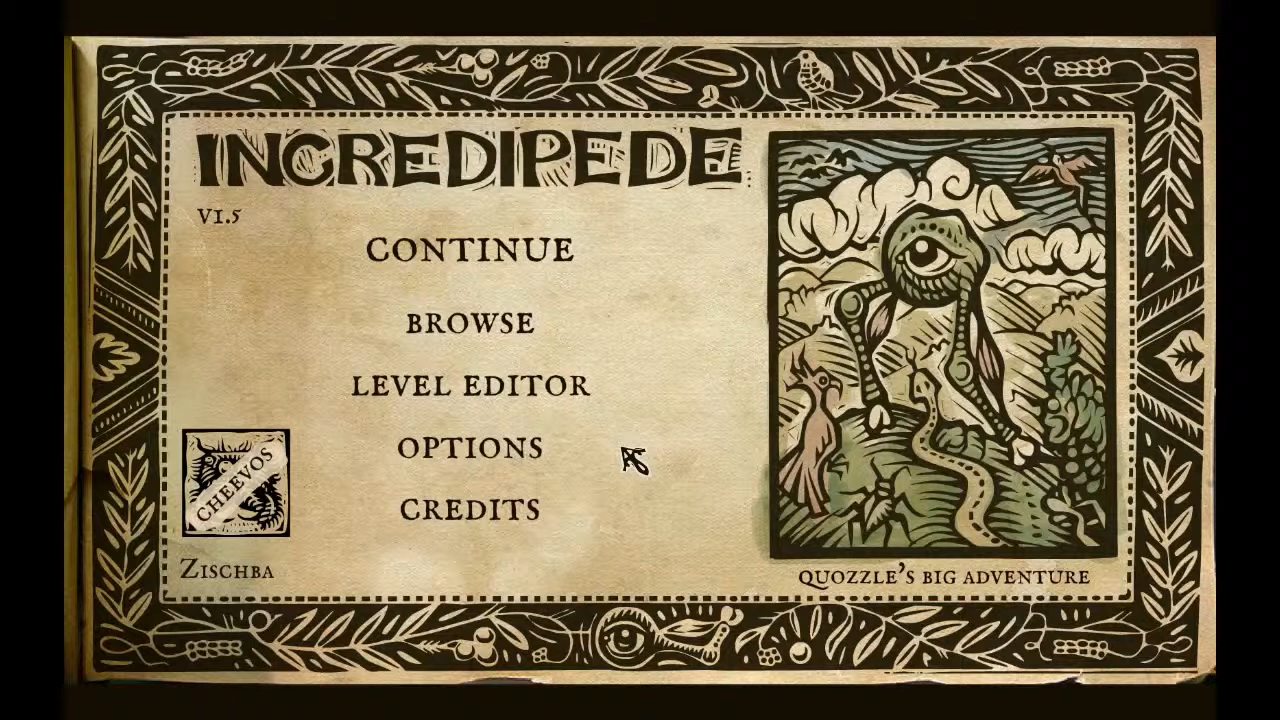 INCREDIPEDE
V1.5
CONTINUE
BROWSE
LEVEL EDITOR
OPTIONS
CREDITS
CHEEVOS
ZISCHBA
QUOZZLE'S BIG ADVENTURE